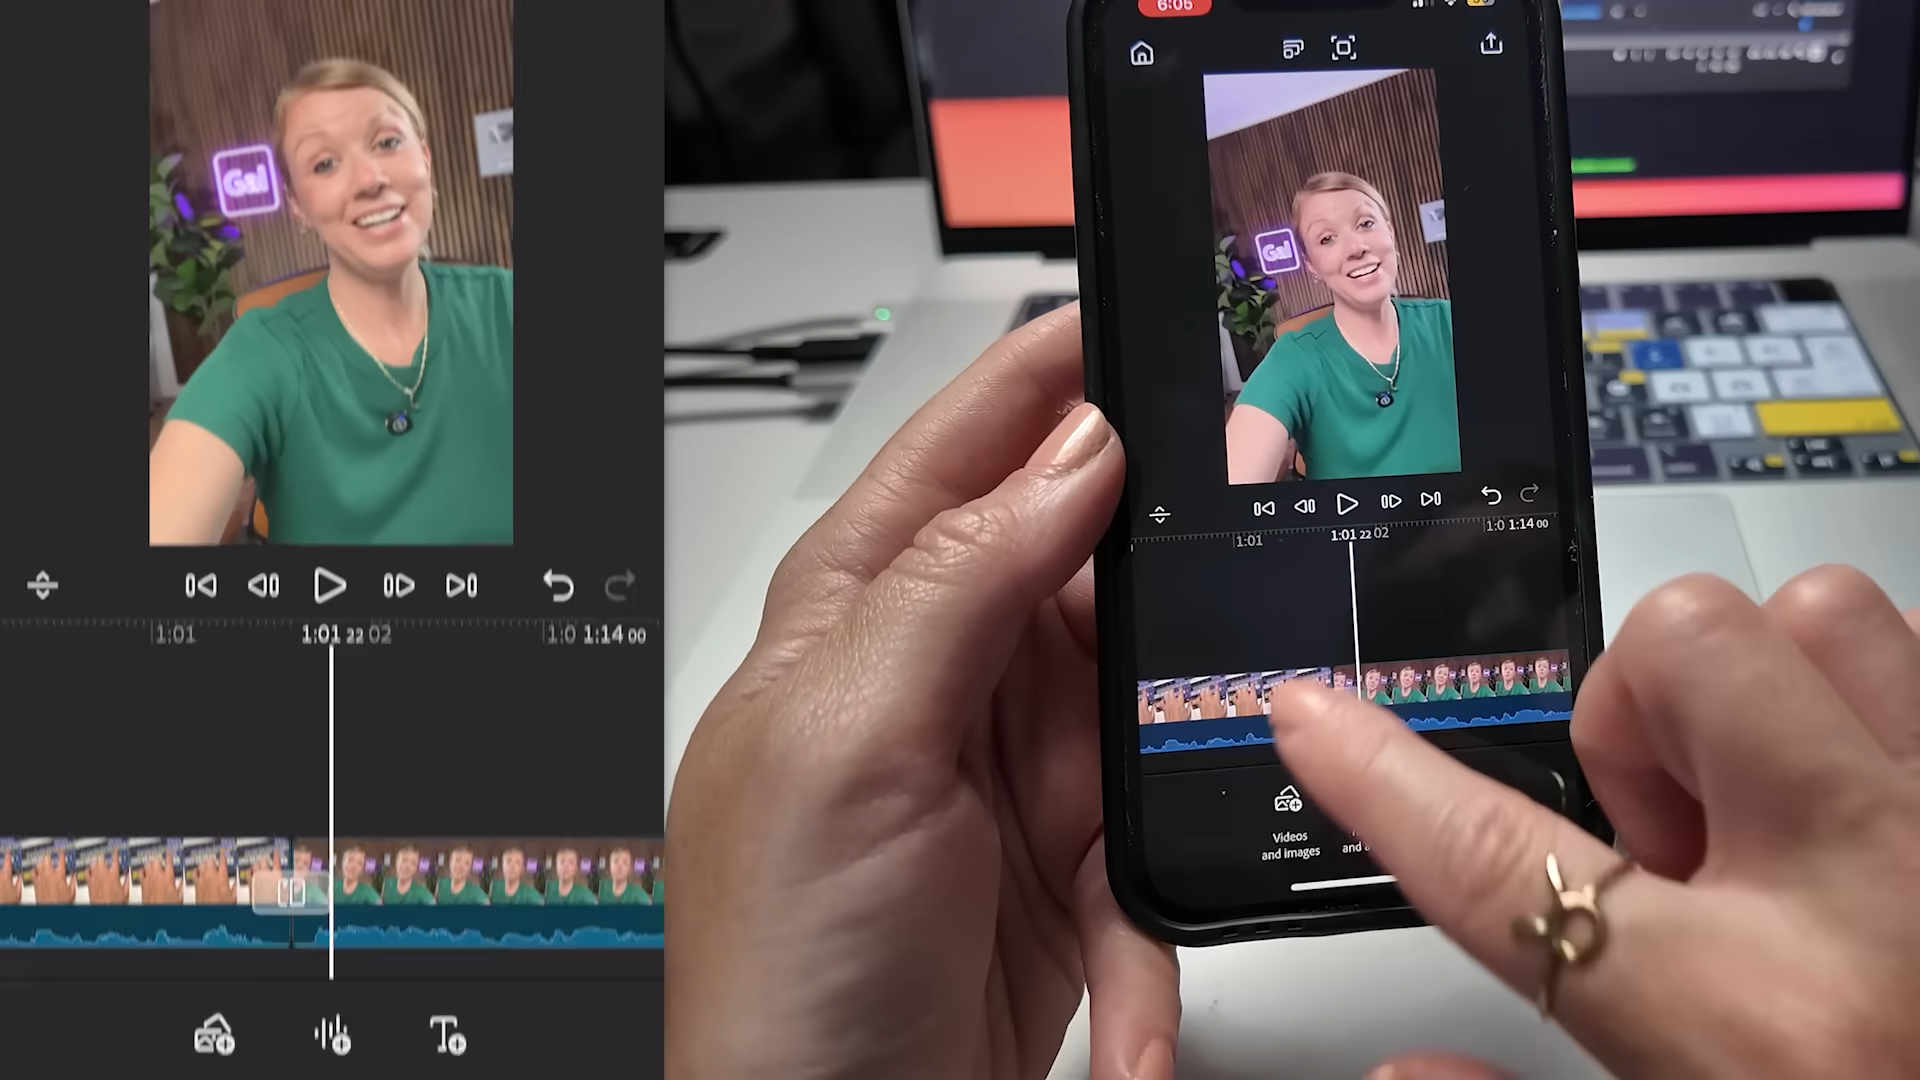 Gal
1:01
1:01 22 02
1:0 1:14 00
6:05
Gal
1:01
1:01 22 02
1:0 1:14 00
Videos
and images
and a